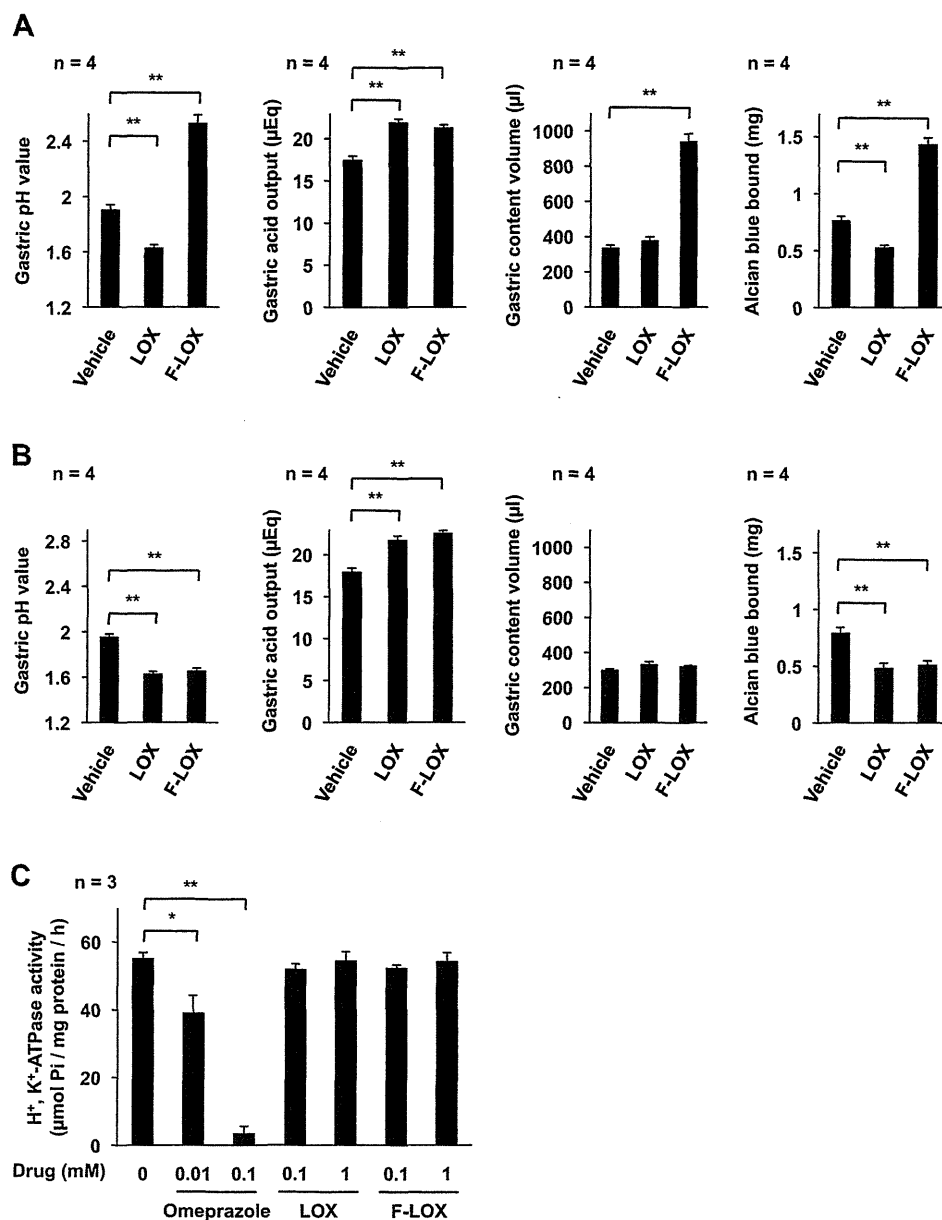 A
n = 4
n = 4
n = 4
n = 4
**
**
**
**
**
**
**
Gastric pH value
2.4
2
1.6
1.2
Vehicle
LOX
F-LOX
Gastric acid output (µEq)
20
15
10
5
0
Vehicle
LOX
F-LOX
Gastric content volume (µl)
1000
800
600
400
200
0
Vehicle
LOX
F-LOX
Alcian blue bound (mg)
1.5
1
0.5
0
Vehicle
LOX
F-LOX
B
n = 4
n = 4
n = 4
n = 4
**
**
**
**
**
**
Gastric pH value
2.8
2.4
2
1.6
1.2
Vehicle
LOX
F-LOX
Gastric acid output (µEq)
20
15
10
5
0
Vehicle
LOX
F-LOX
Gastric content volume (µl)
1000
800
600
400
200
0
Vehicle
LOX
F-LOX
Alcian blue bound (mg)
1.5
1
0.5
0
Vehicle
LOX
F-LOX
C
n = 3
**
*
H⁺, K⁺-ATPase activity
(µmol Pi / mg protein / h)
60
40
20
0
Drug (mM) 0 0.01 0.1 0.1 1 0.1 1
Omeprazole LOX F-LOX